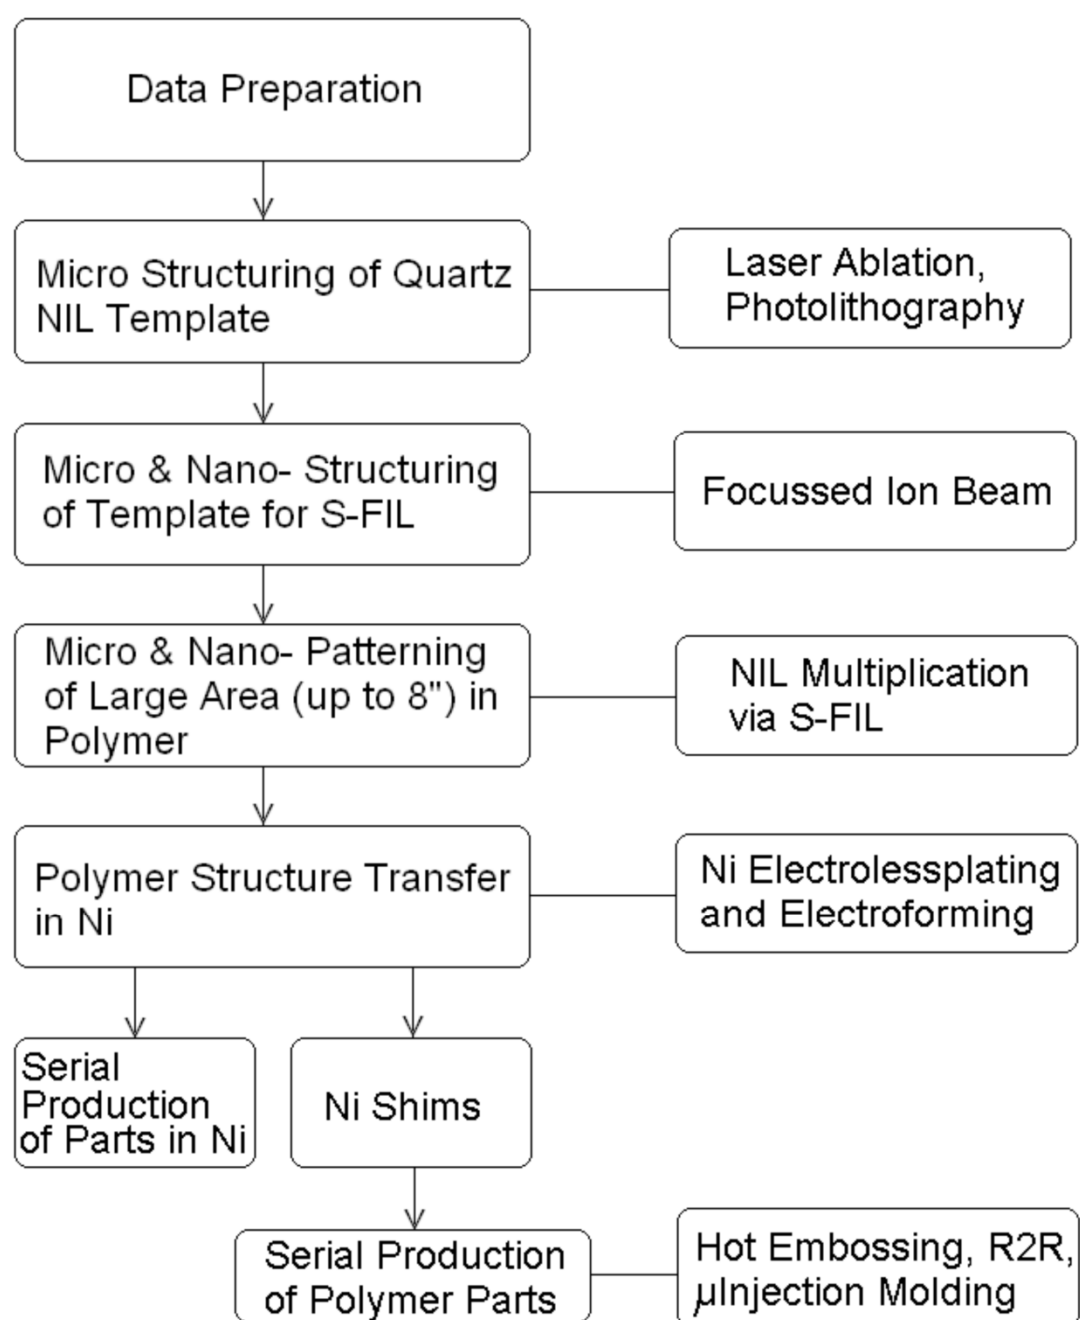 Data Preparation
Micro Structuring of Quartz
NIL Template
Laser Ablation,
Photolithography
Micro & Nano- Structuring
of Template for S-FIL
Focussed Ion Beam
Micro & Nano- Patterning
of Large Area (up to 8") in
Polymer
NIL Multiplication
via S-FIL
Polymer Structure Transfer
in Ni
Ni Electrolessplating
and Electroforming
Serial
Production
of Parts in Ni
Ni Shims
Serial Production
of Polymer Parts
Hot Embossing, R2R,
µInjection Molding